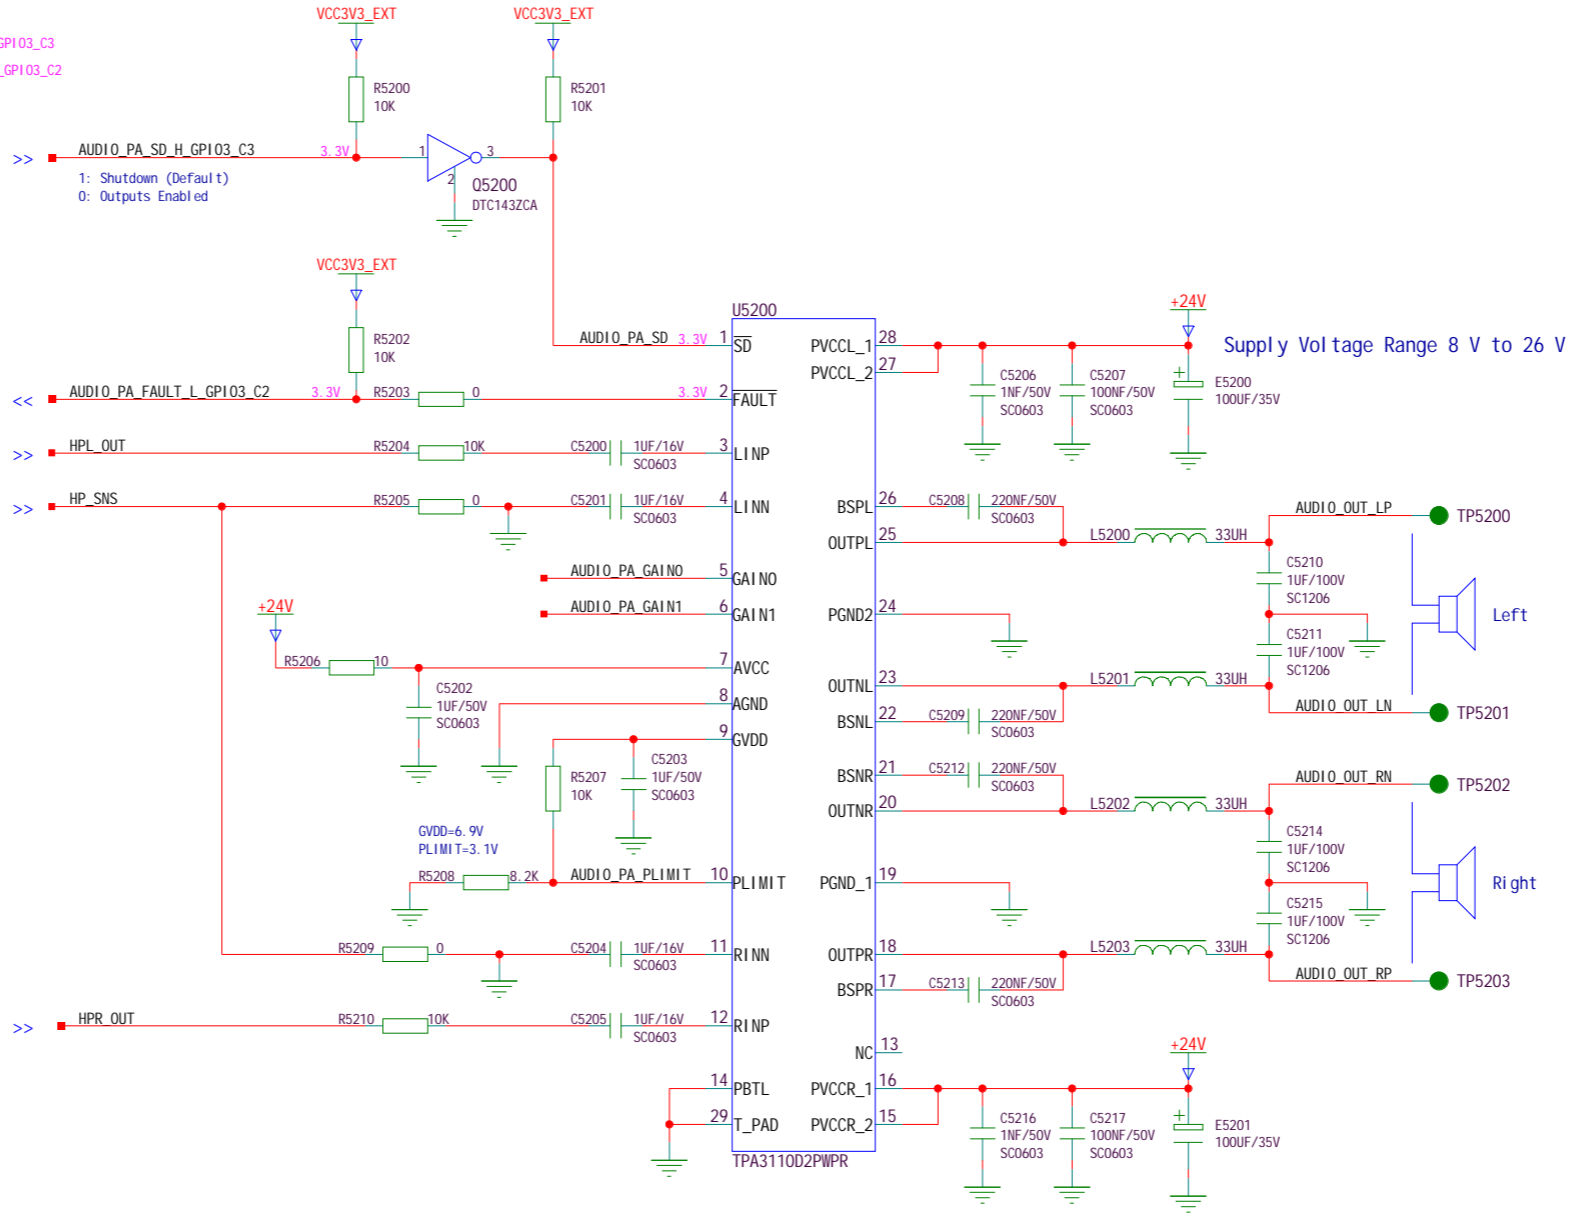 VCC3V3_EXT
VCC3V3_EXT
GPIO3_C3
_GPIO3_C2
R5200
10K
R5201
10K
>>
AUDIO_PA_SD_H_GPIO3_C3
3.3V
1
3
2
1: Shutdown (Default)
0: Outputs Enabled
Q5200
DTC143ZCA
VCC3V3_EXT
R5202
10K
U5200
+24V
AUDIO_PA_SD
3.3V
1
SD
PVCCL_1
28
Supply Voltage Range 8 V to 26 V
PVCCL_2
27
C5206
1NF/50V
SC0603
C5207
100NF/50V
SC0603
+
E5200
100UF/35V
<<
AUDIO_PA_FAULT_L_GPIO3_C2
3.3V
R5203
0
3.3V
2
FAULT
>>
HPL_OUT
R5204
10K
C5200
1UF/16V
SC0603
3
LINP
>>
HP_SNS
R5205
0
C5201
1UF/16V
SC0603
4
LINN
BSPL
26
C5208
220NF/50V
SC0603
AUDIO_OUT_LP
TP5200
OUTPL
25
L5200
33UH
C5210
1UF/100V
SC1206
AUDIO_PA_GAIN0
5
GAIN0
AUDIO_PA_GAIN1
6
GAIN1
PGND2
24
Left
+24V
C5211
1UF/100V
SC1206
R5206
10
7
AVCC
C5202
1UF/50V
SC0603
8
AGND
OUTNL
23
L5201
33UH
BSNL
22
C5209
220NF/50V
SC0603
AUDIO_OUT_LN
TP5201
9
GVDD
R5207
10K
C5203
1UF/50V
SC0603
BSNR
21
C5212
220NF/50V
SC0603
AUDIO_OUT_RN
TP5202
OUTNR
20
L5202
33UH
GVDD=6.9V
PLIMIT=3.1V
C5214
1UF/100V
SC1206
R5208
8.2K
AUDIO_PA_PLIMIT
10
PLIMIT
PGND_1
19
Right
C5215
1UF/100V
SC1206
R5209
0
C5204
1UF/16V
SC0603
11
RINN
OUTPR
18
L5203
33UH
BSPR
17
C5213
220NF/50V
SC0603
AUDIO_OUT_RP
TP5203
>>
HPR_OUT
R5210
10K
C5205
1UF/16V
SC0603
12
RINP
NC
13
+24V
14
PBTL
PVCCR_1
16
29
T_PAD
PVCCR_2
15
C5216
1NF/50V
SC0603
C5217
100NF/50V
SC0603
+
E5201
100UF/35V
TPA3110D2PWPR